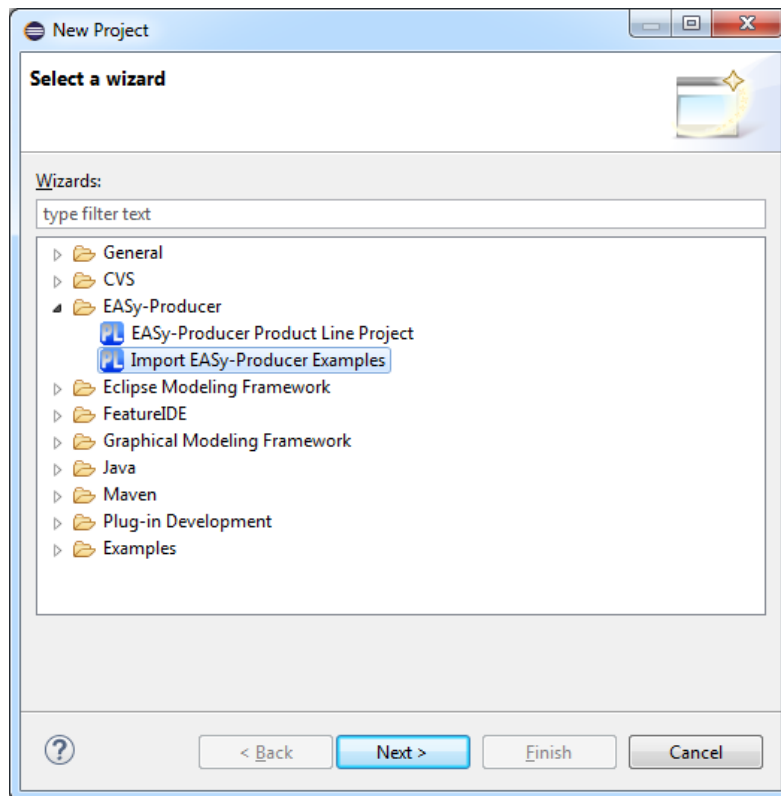 New Project
Select a wizard
Wizards:
type filter text
General
CVS
EASy-Producer
PL EASy-Producer Product Line Project
PL Import EASy-Producer Examples
Eclipse Modeling Framework
FeatureIDE
Graphical Modeling Framework
Java
Maven
Plug-in Development
Examples
? < Back Next > Finish Cancel